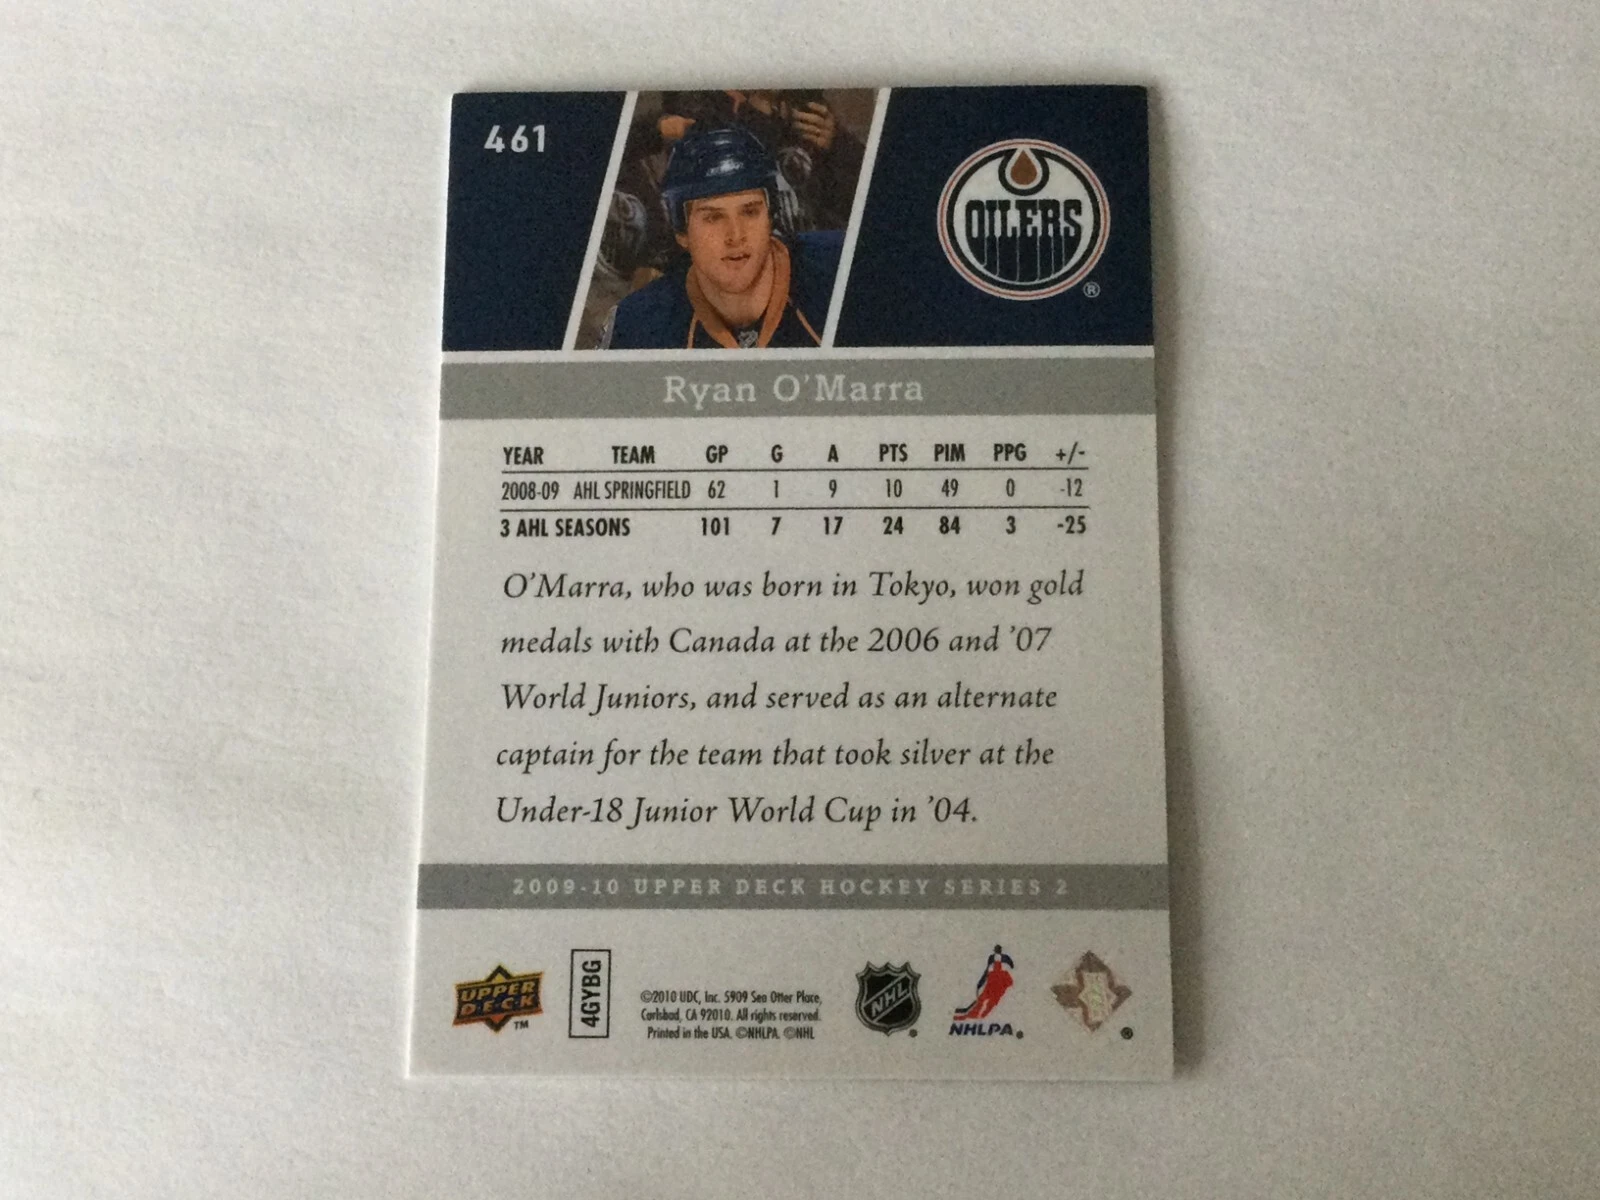 461
OILERS
®
Ryan O'Marra
YEAR TEAM GP G A PTS PIM PPG +/-
2008-09 AHL SPRINGFIELD 62 1 9 10 49 0 -12
3 AHL SEASONS 101 7 17 24 84 3 -25
O'Marra, who was born in Tokyo, won gold
medals with Canada at the 2006 and '07
World Juniors, and served as an alternate
captain for the team that took silver at the
Under-18 Junior World Cup in '04.
2009-10 UPPER DECK HOCKEY SERIES 2
UPPER
D·E·C·K
™
4GYBG
©2010 UDC, Inc. 5909 Sea Otter Place,
Carlsbad, CA 92010. All rights reserved.
Printed in the USA. ©NHLPA. ©NHL
NHL
®
NHLPA®
®